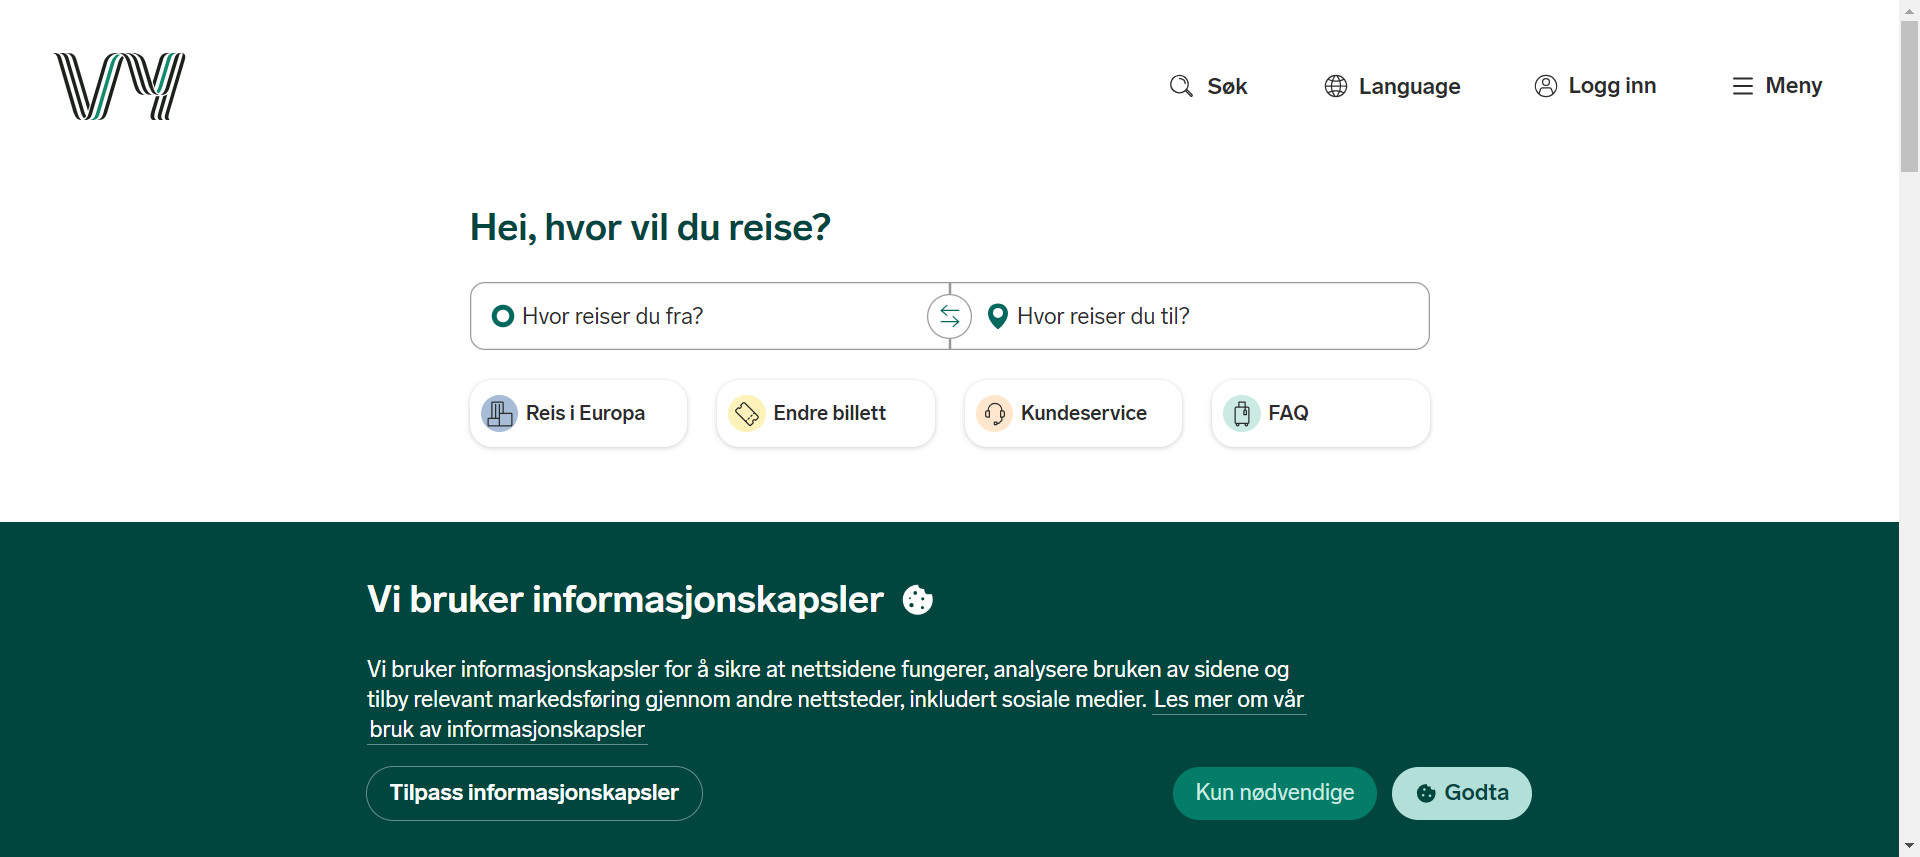 VY
Søk
Language
Logg inn
Meny
Hei, hvor vil du reise?
Hvor reiser du fra?
Hvor reiser du til?
Reis i Europa
Endre billett
Kundeservice
FAQ
Vi bruker informasjonskapsler
Vi bruker informasjonskapsler for å sikre at nettsidene fungerer, analysere bruken av sidene og
tilby relevant markedsføring gjennom andre nettsteder, inkludert sosiale medier. Les mer om vår
bruk av informasjonskapsler
Tilpass informasjonskapsler
Kun nødvendige
Godta